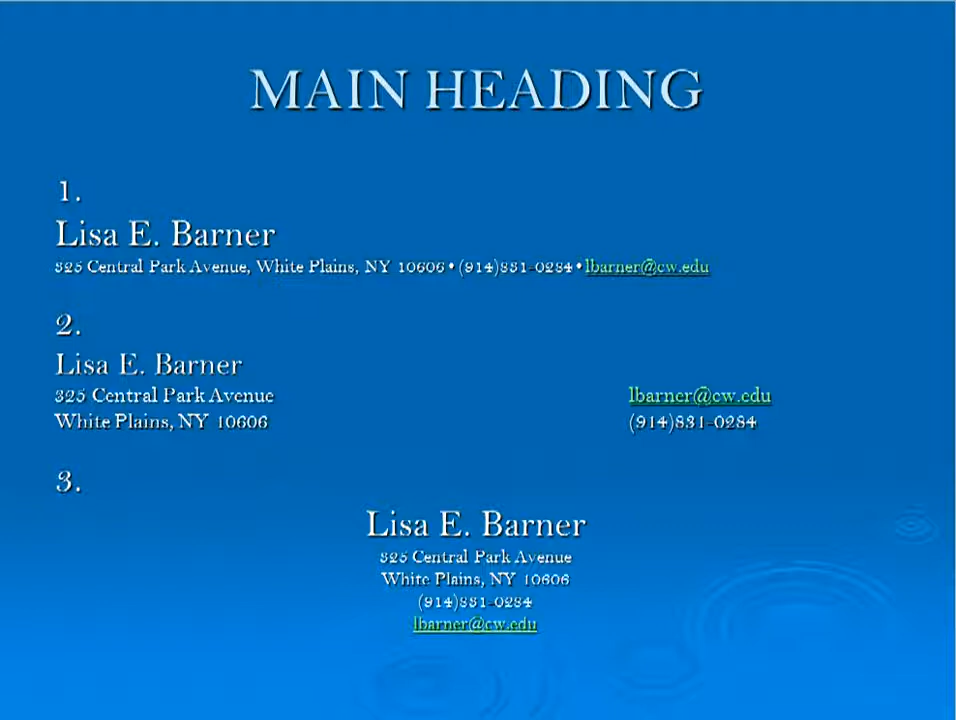 MAIN HEADING
1.
Lisa E. Barner
325 Central Park Avenue, White Plains, NY 10606•(914)831-0284•lbarner@cw.edu
2.
Lisa E. Barner
325 Central Park Avenue lbarner@cw.edu
White Plains, NY 10606 (914)831-0284
3.
Lisa E. Barner
325 Central Park Avenue
White Plains, NY 10606
(914)831-0284
lbarner@cw.edu